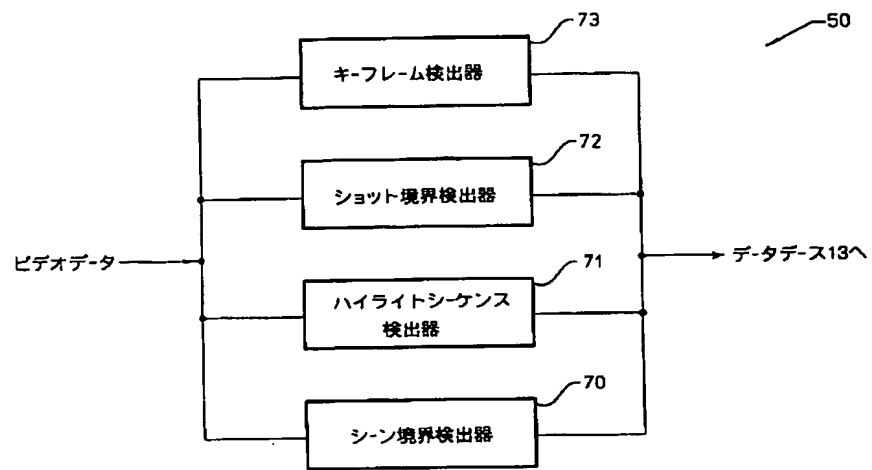 73
50
キーフレーム検出器
72
ショット境界検出器
ビデオデータ
データデース13へ
71
ハイライトシーケンス
検出器
70
シーン境界検出器